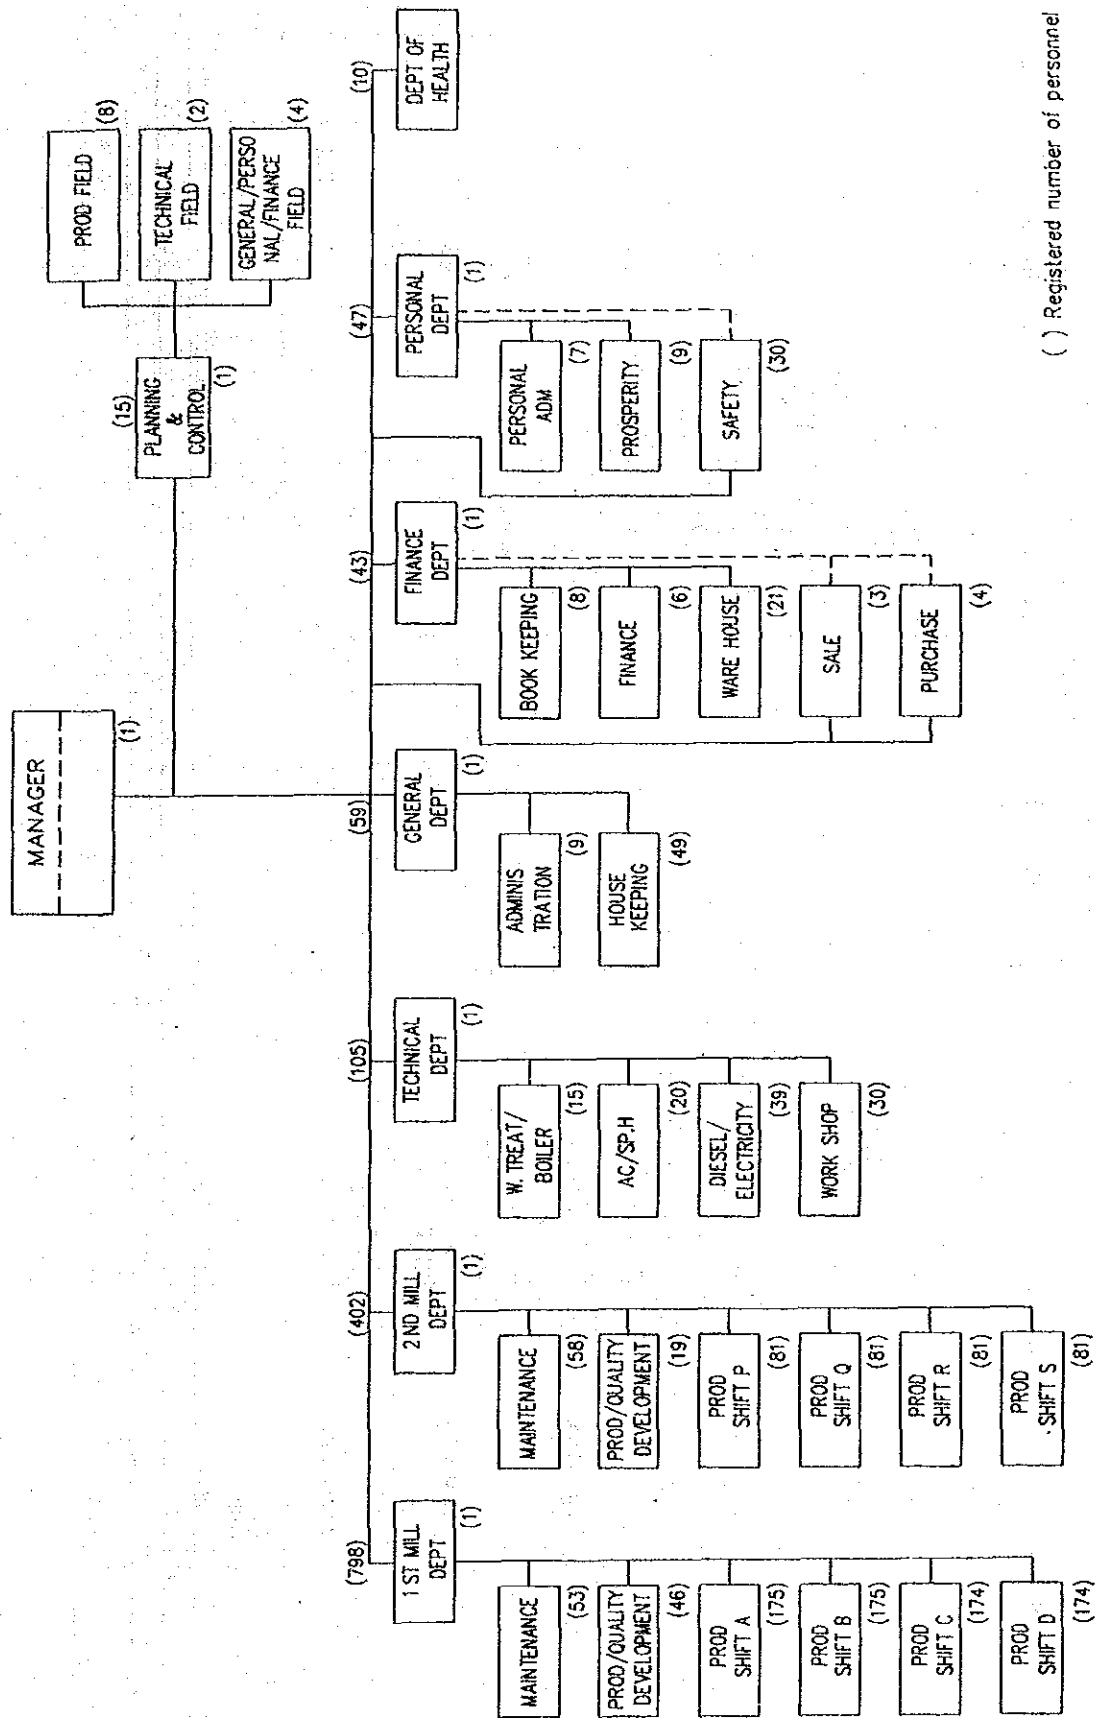 MANAGER
(1)
(15)
PLANNING
&
CONTROL
(1)
PROD FIELD
(8)
TECHNICAL
FIELD
(2)
GENERAL/PERSO
NAL/FINANCE
FIELD
(4)
(798)
1 ST MILL
DEPT
(1)
MAINTENANCE
(53)
PROD/QUALITY
DEVELOPMENT
(46)
PROD
SHIFT A
(175)
PROD
SHIFT B
(175)
PROD
SHIFT C
(174)
PROD
SHIFT D
(174)
(402)
2ND MILL
DEPT
(1)
MAINTENANCE
(58)
PROD/QUALITY
DEVELOPMENT
(19)
PROD
SHIFT P
(81)
PROD
SHIFT Q
(81)
PROD
SHIFT R
(81)
PROD
SHIFT S
(81)
(105)
TECHNICAL
DEPT
(1)
W. TREAT/
BOILER
(15)
AC/SP.H
(20)
DIESEL/
ELECTRICITY
(39)
WORK SHOP
(30)
(59)
GENERAL
DEPT
(1)
ADMINIS
TRATION
(9)
HOUSE
KEEPING
(49)
(43)
FINANCE
DEPT
(1)
BOOK KEEPING
(8)
FINANCE
(6)
WARE HOUSE
(21)
SALE
(3)
PURCHASE
(4)
(47)
PERSONAL
DEPT
(1)
PERSONAL
ADM
(7)
PROSPERITY
(9)
SAFETY
(30)
(10)
DEPT OF
HEALTH
( ) Registered number of personnel